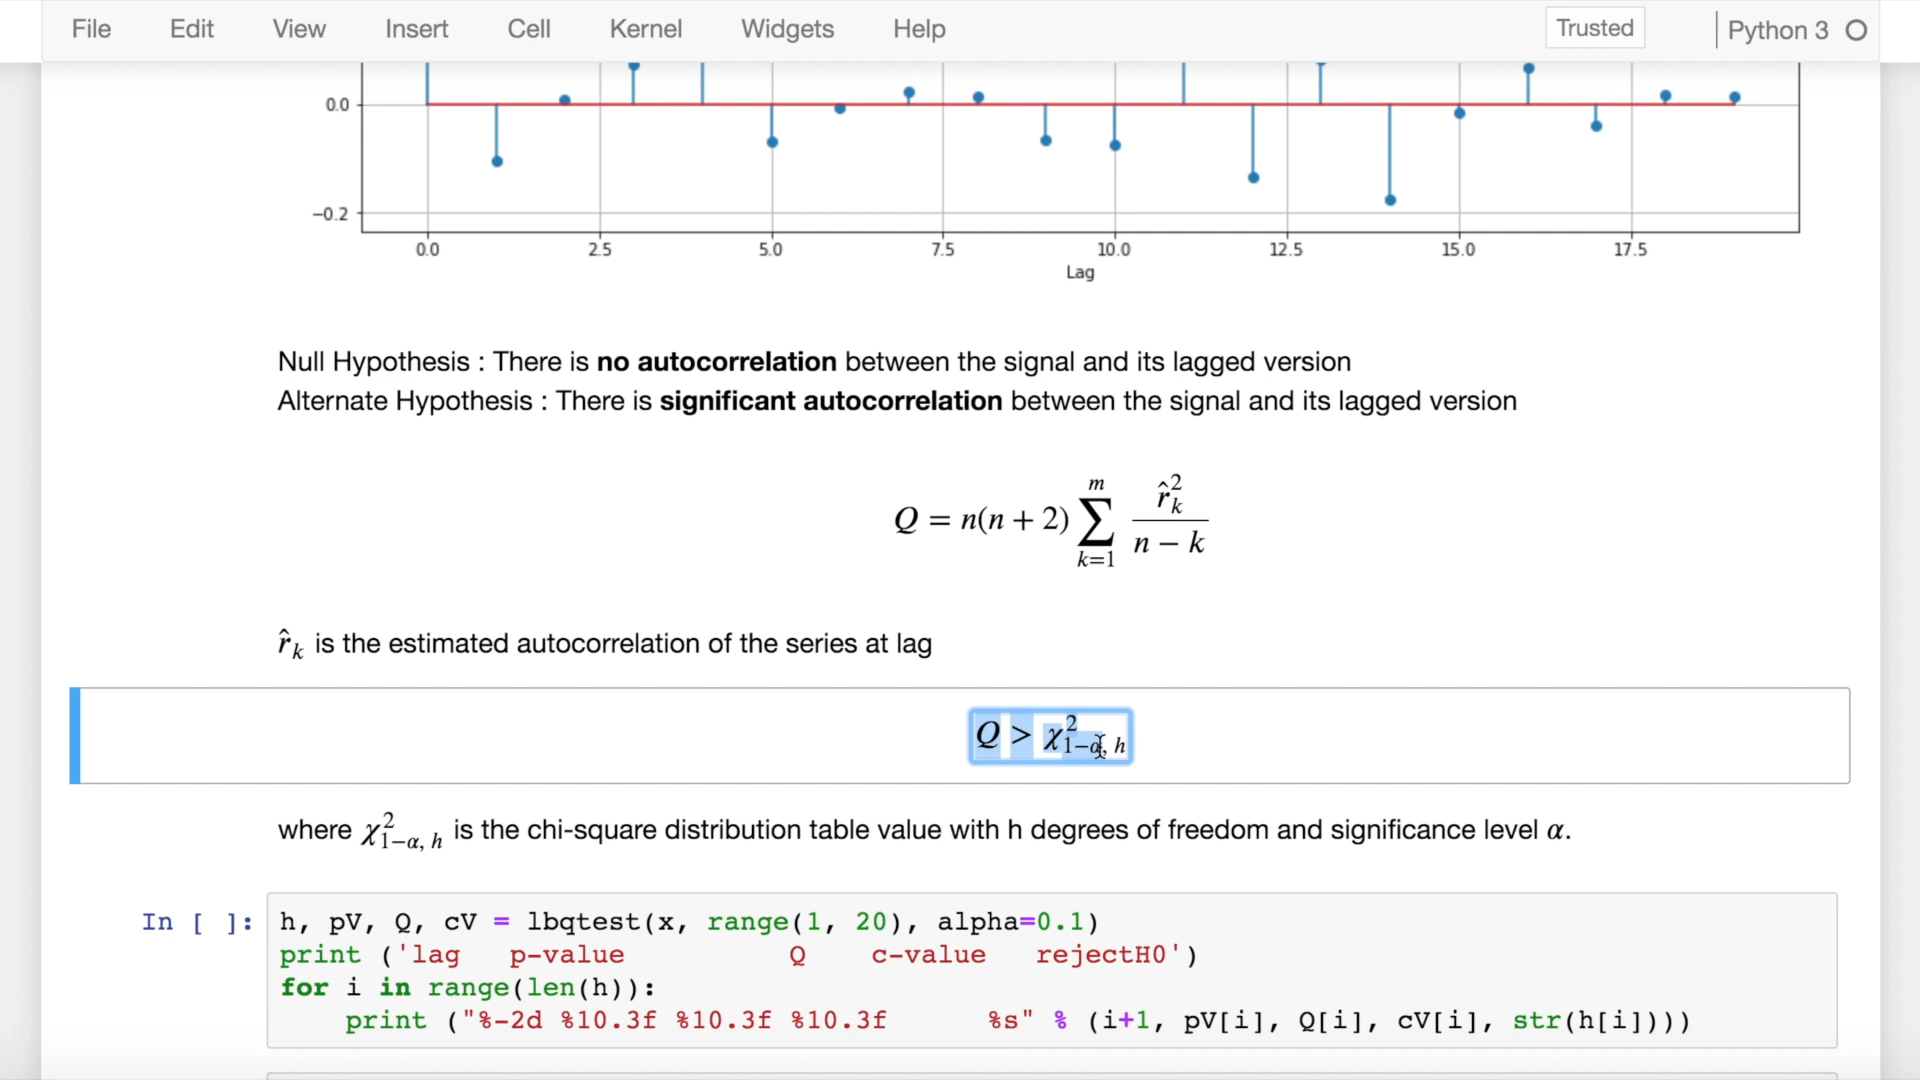 File Edit View Insert Cell Kernel Widgets Help Trusted Python 3
0.0
−0.2
0.0 2.5 5.0 7.5 10.0 12.5 15.0 17.5
Lag
Null Hypothesis : There is no autocorrelation between the signal and its lagged version
Alternate Hypothesis : There is significant autocorrelation between the signal and its lagged version
Q = n(n + 2) ∑_{k=1}^{m} \frac{r̂_k^2}{n − k}
r̂_k is the estimated autocorrelation of the series at lag
Q > χ^2_{1−α, h}
where χ^2_{1−α, h} is the chi-square distribution table value with h degrees of freedom and significance level α.
In [ ]: h, pV, Q, cV = lbqtest(x, range(1, 20), alpha=0.1)
print ('lag   p-value          Q    c-value   rejectH0')
for i in range(len(h)):
    print ("%-2d %10.3f %10.3f %10.3f      %s" % (i+1, pV[i], Q[i], cV[i], str(h[i])))